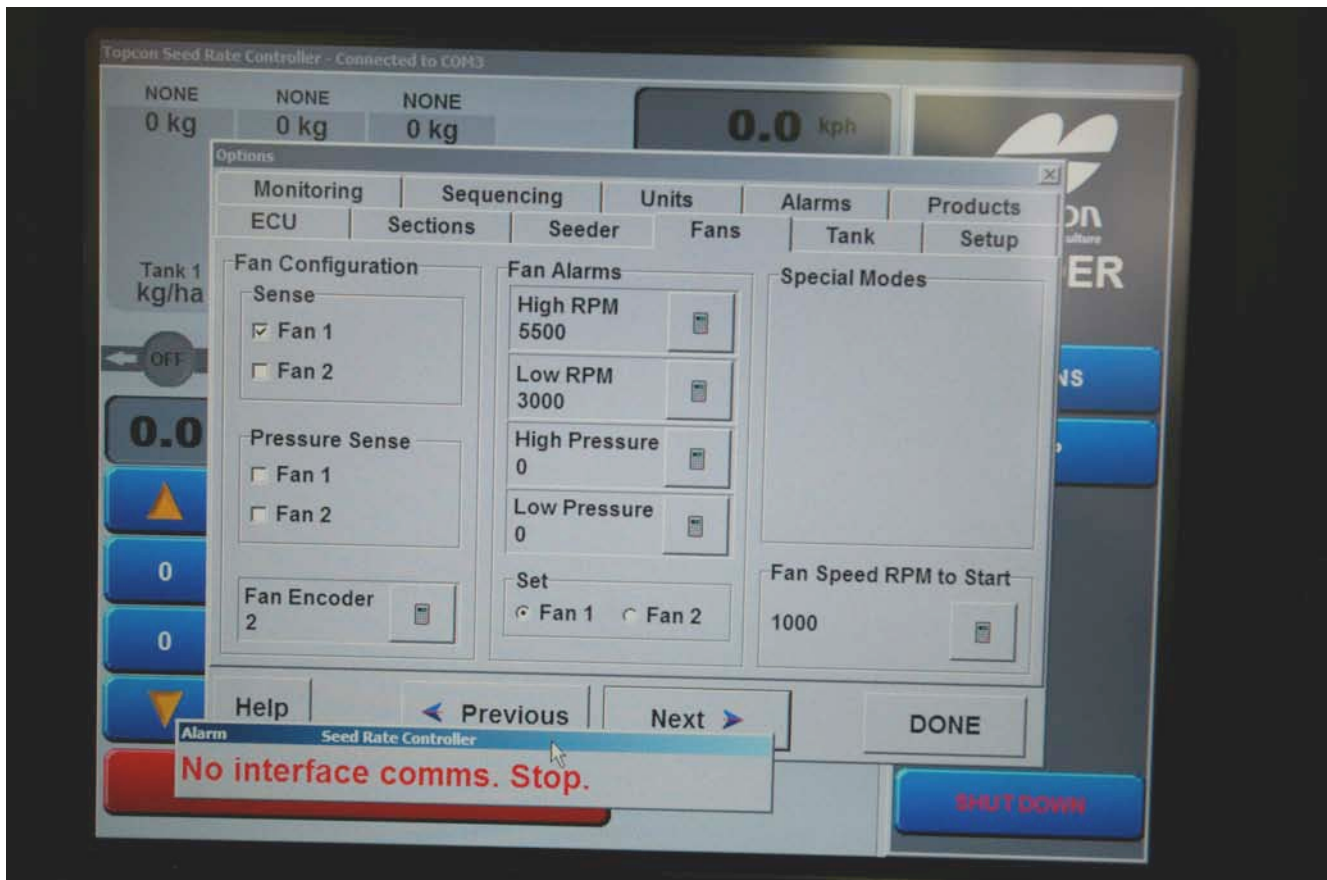 Topcon Seed Rate Controller - Connected to COM3
NONE NONE NONE
0 kg 0 kg 0 kg
0.0 kph
Options
Monitoring Sequencing Units Alarms Products
ECU Sections Seeder Fans Tank Setup
on
culture
ER
Tank 1
kg/ha
OFF
0.0
0
0
Fan Configuration
Sense
Fan 1
Fan 2
Pressure Sense
Fan 1
Fan 2
Fan Encoder
2
Fan Alarms
High RPM
5500
Low RPM
3000
High Pressure
0
Low Pressure
0
Set
Fan 1 Fan 2
Special Modes
Fan Speed RPM to Start
1000
NS
Help Previous Next DONE
Alarm Seed Rate Controller
No interface comms. Stop.
SHUT DOWN